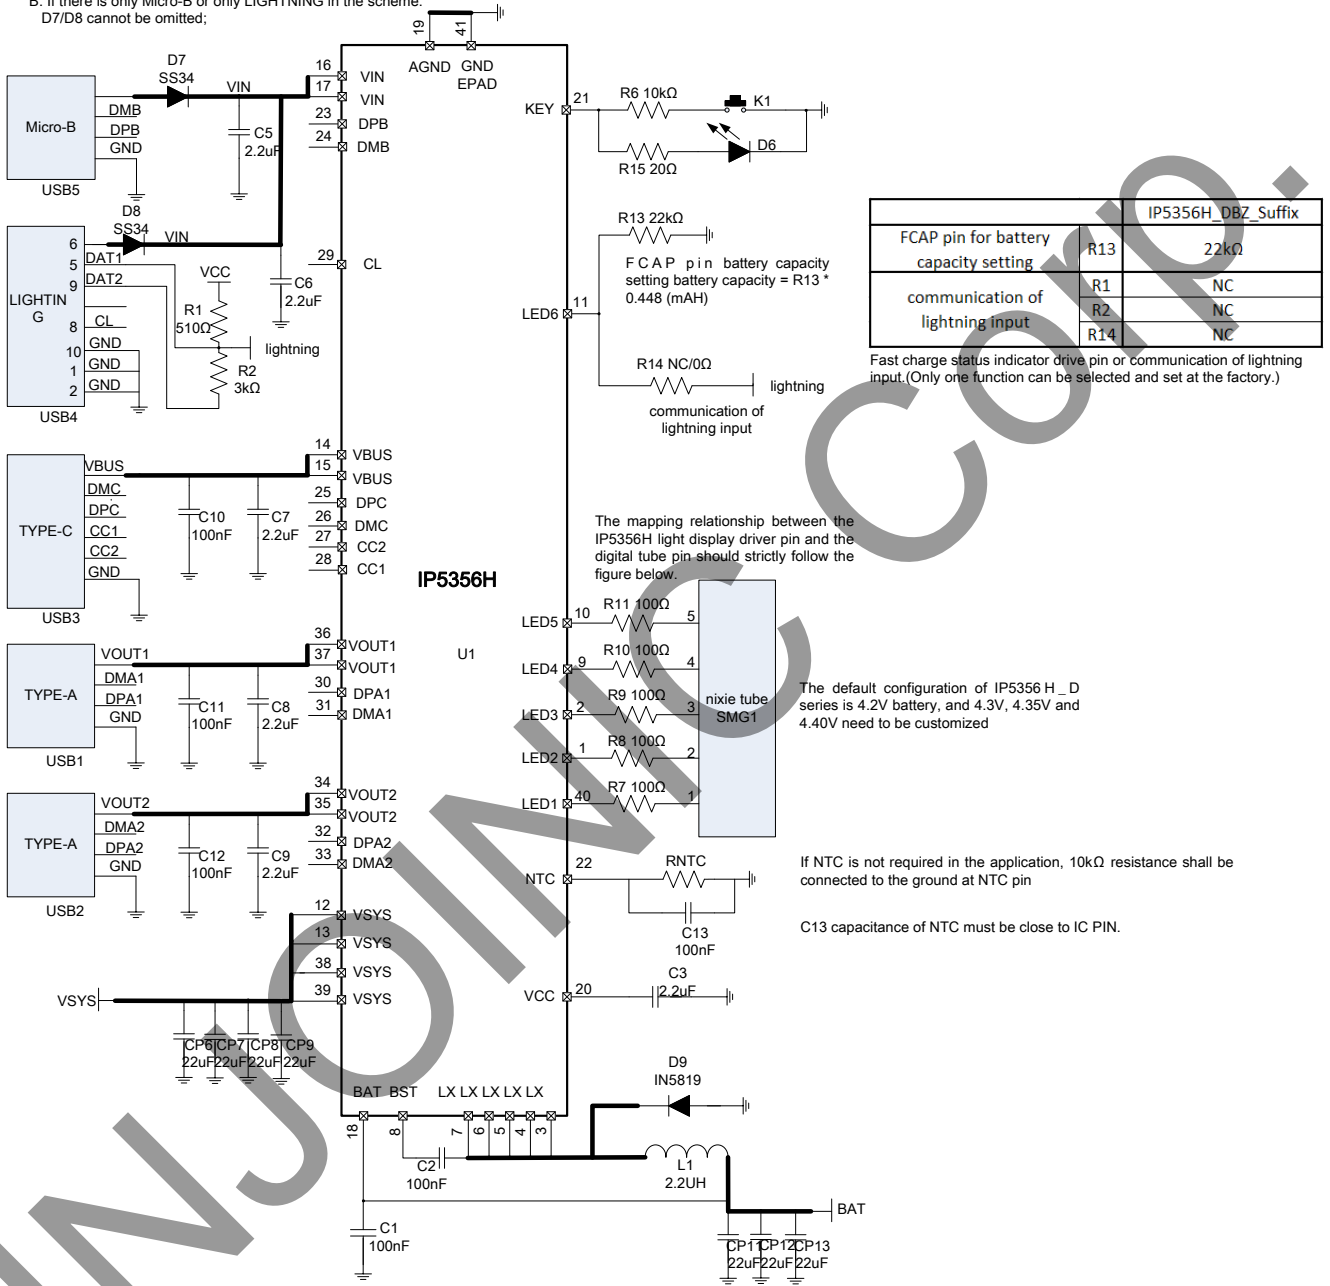 B. If there is only Micro-B or only LIGHTNING in the scheme.
D7/D8 cannot be omitted;
19
41
AGND
GND
EPAD
D7
SS34
VIN
16
VIN
17
VIN
23
DPB
24
DMB
Micro-B
DMB
DPB
GND
USB5
C5
2.2uF
KEY
21
R6 10kΩ
K1
D6
R15 20Ω
D8
SS34
VIN
6
5
DAT1
9
DAT2
LIGHTIN
G
8
CL
10
GND
1
GND
2
GND
USB4
VCC
R1
510Ω
R2
3kΩ
lightning
C6
2.2uF
29
CL
R13 22kΩ
FCAP pin battery capacity
setting battery capacity = R13 *
0.448 (mAH)
LED6
11
R14 NC/0Ω
lightning
communication of
lightning input
IP5356H_DBZ_Suffix
FCAP pin for battery
capacity setting
R13
22kΩ
communication of
lightning input
R1
NC
R2
NC
R14
NC
Fast charge status indicator drive pin or communication of lightning
input.(Only one function can be selected and set at the factory.)
TYPE-C
VBUS
DMC
DPC
CC1
CC2
GND
USB3
C10
100nF
C7
2.2uF
14
VBUS
15
VBUS
25
DPC
26
DMC
27
CC2
28
CC1
IP5356H
U1
The mapping relationship between the
IP5356H light display driver pin and the
digital tube pin should strictly follow the
figure below.
LED5
10
R11 100Ω
5
LED4
9
R10 100Ω
4
LED3
2
R9 100Ω
3
LED2
1
R8 100Ω
2
LED1
40
R7 100Ω
1
nixie tube
SMG1
The default configuration of IP5356H_D
series is 4.2V battery, and 4.3V, 4.35V and
4.40V need to be customized
TYPE-A
VOUT1
DMA1
DPA1
GND
USB1
C11
100nF
C8
2.2uF
36
VOUT1
37
VOUT1
30
DPA1
31
DMA1
TYPE-A
VOUT2
DMA2
DPA2
GND
USB2
C12
100nF
C9
2.2uF
34
VOUT2
35
VOUT2
32
DPA2
33
DMA2
NTC
22
RNTC
C13
100nF
If NTC is not required in the application, 10kΩ resistance shall be
connected to the ground at NTC pin
C13 capacitance of NTC must be close to IC PIN.
12
VSYS
13
VSYS
38
VSYS
39
VSYS
VSYS
CP6
22uF
CP7
22uF
CP8
22uF
CP9
22uF
VCC
20
C3
2.2uF
BAT
BST
LX LX LX LX LX
18
8
7
6
5
4
3
D9
IN5819
C2
100nF
L1
2.2UH
BAT
C1
100nF
CP11
22uF
CP12
22uF
CP13
22uF
INJOINIC Corp.